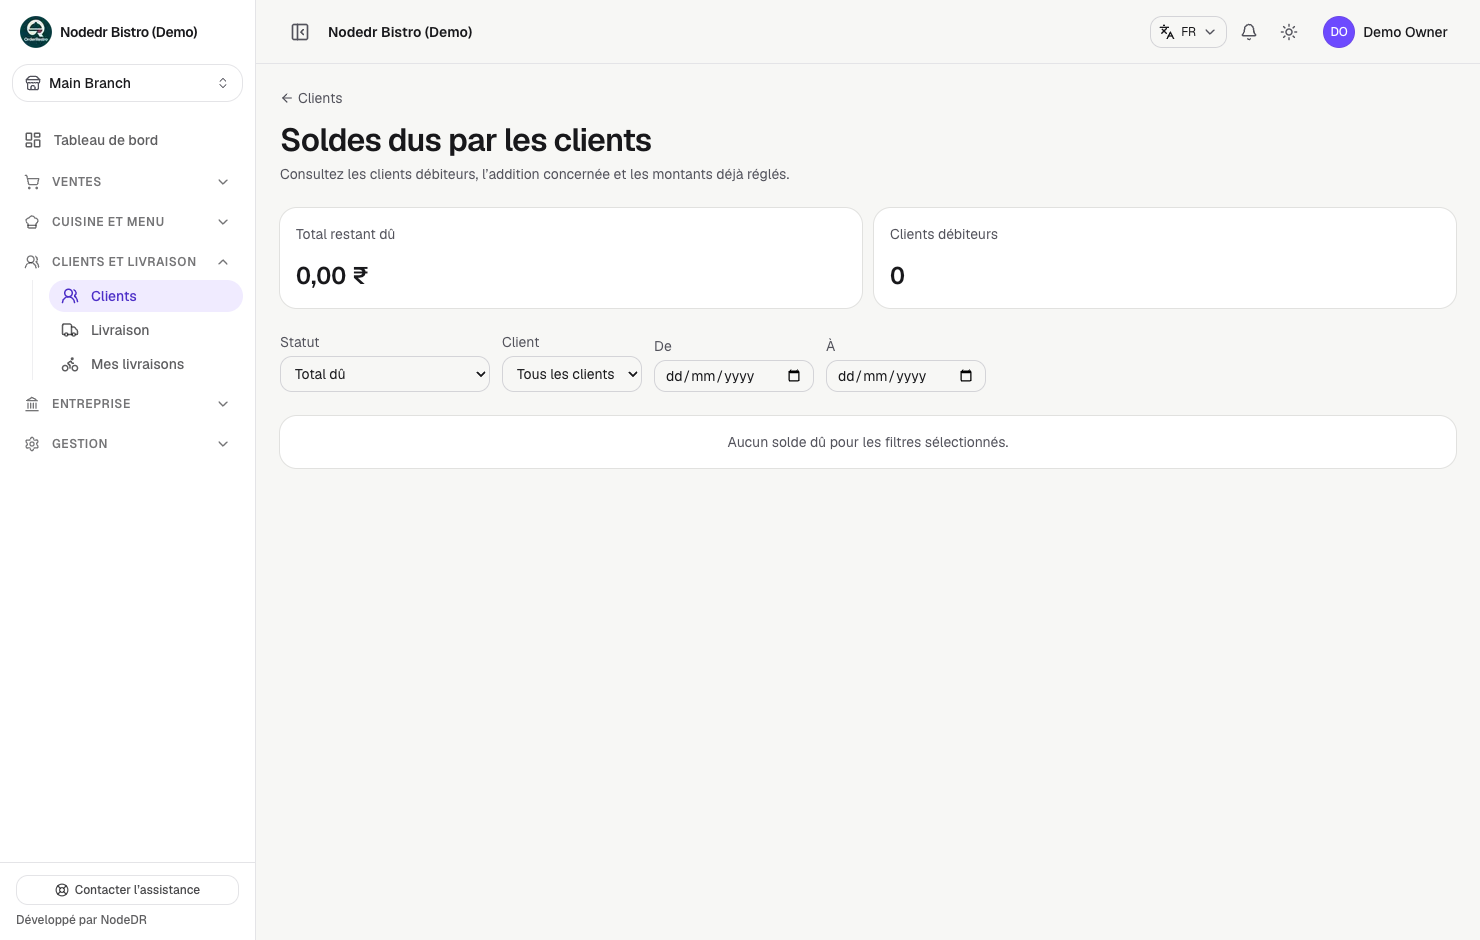 Nodedr Bistro (Demo)
Main Branch
Tableau de bord
VENTES
CUISINE ET MENU
CLIENTS ET LIVRAISON
Clients
Livraison
Mes livraisons
ENTREPRISE
GESTION
Contacter l'assistance
Développé par NodeDR
Nodedr Bistro (Demo)
FR
DO
Demo Owner
← Clients
Soldes dus par les clients
Consultez les clients débiteurs, l'addition concernée et les montants déjà réglés.
Total restant dû
0,00 ₹
Clients débiteurs
0
Statut
Total dû
Client
Tous les clients
De
dd/mm/yyyy
À
dd/mm/yyyy
Aucun solde dû pour les filtres sélectionnés.